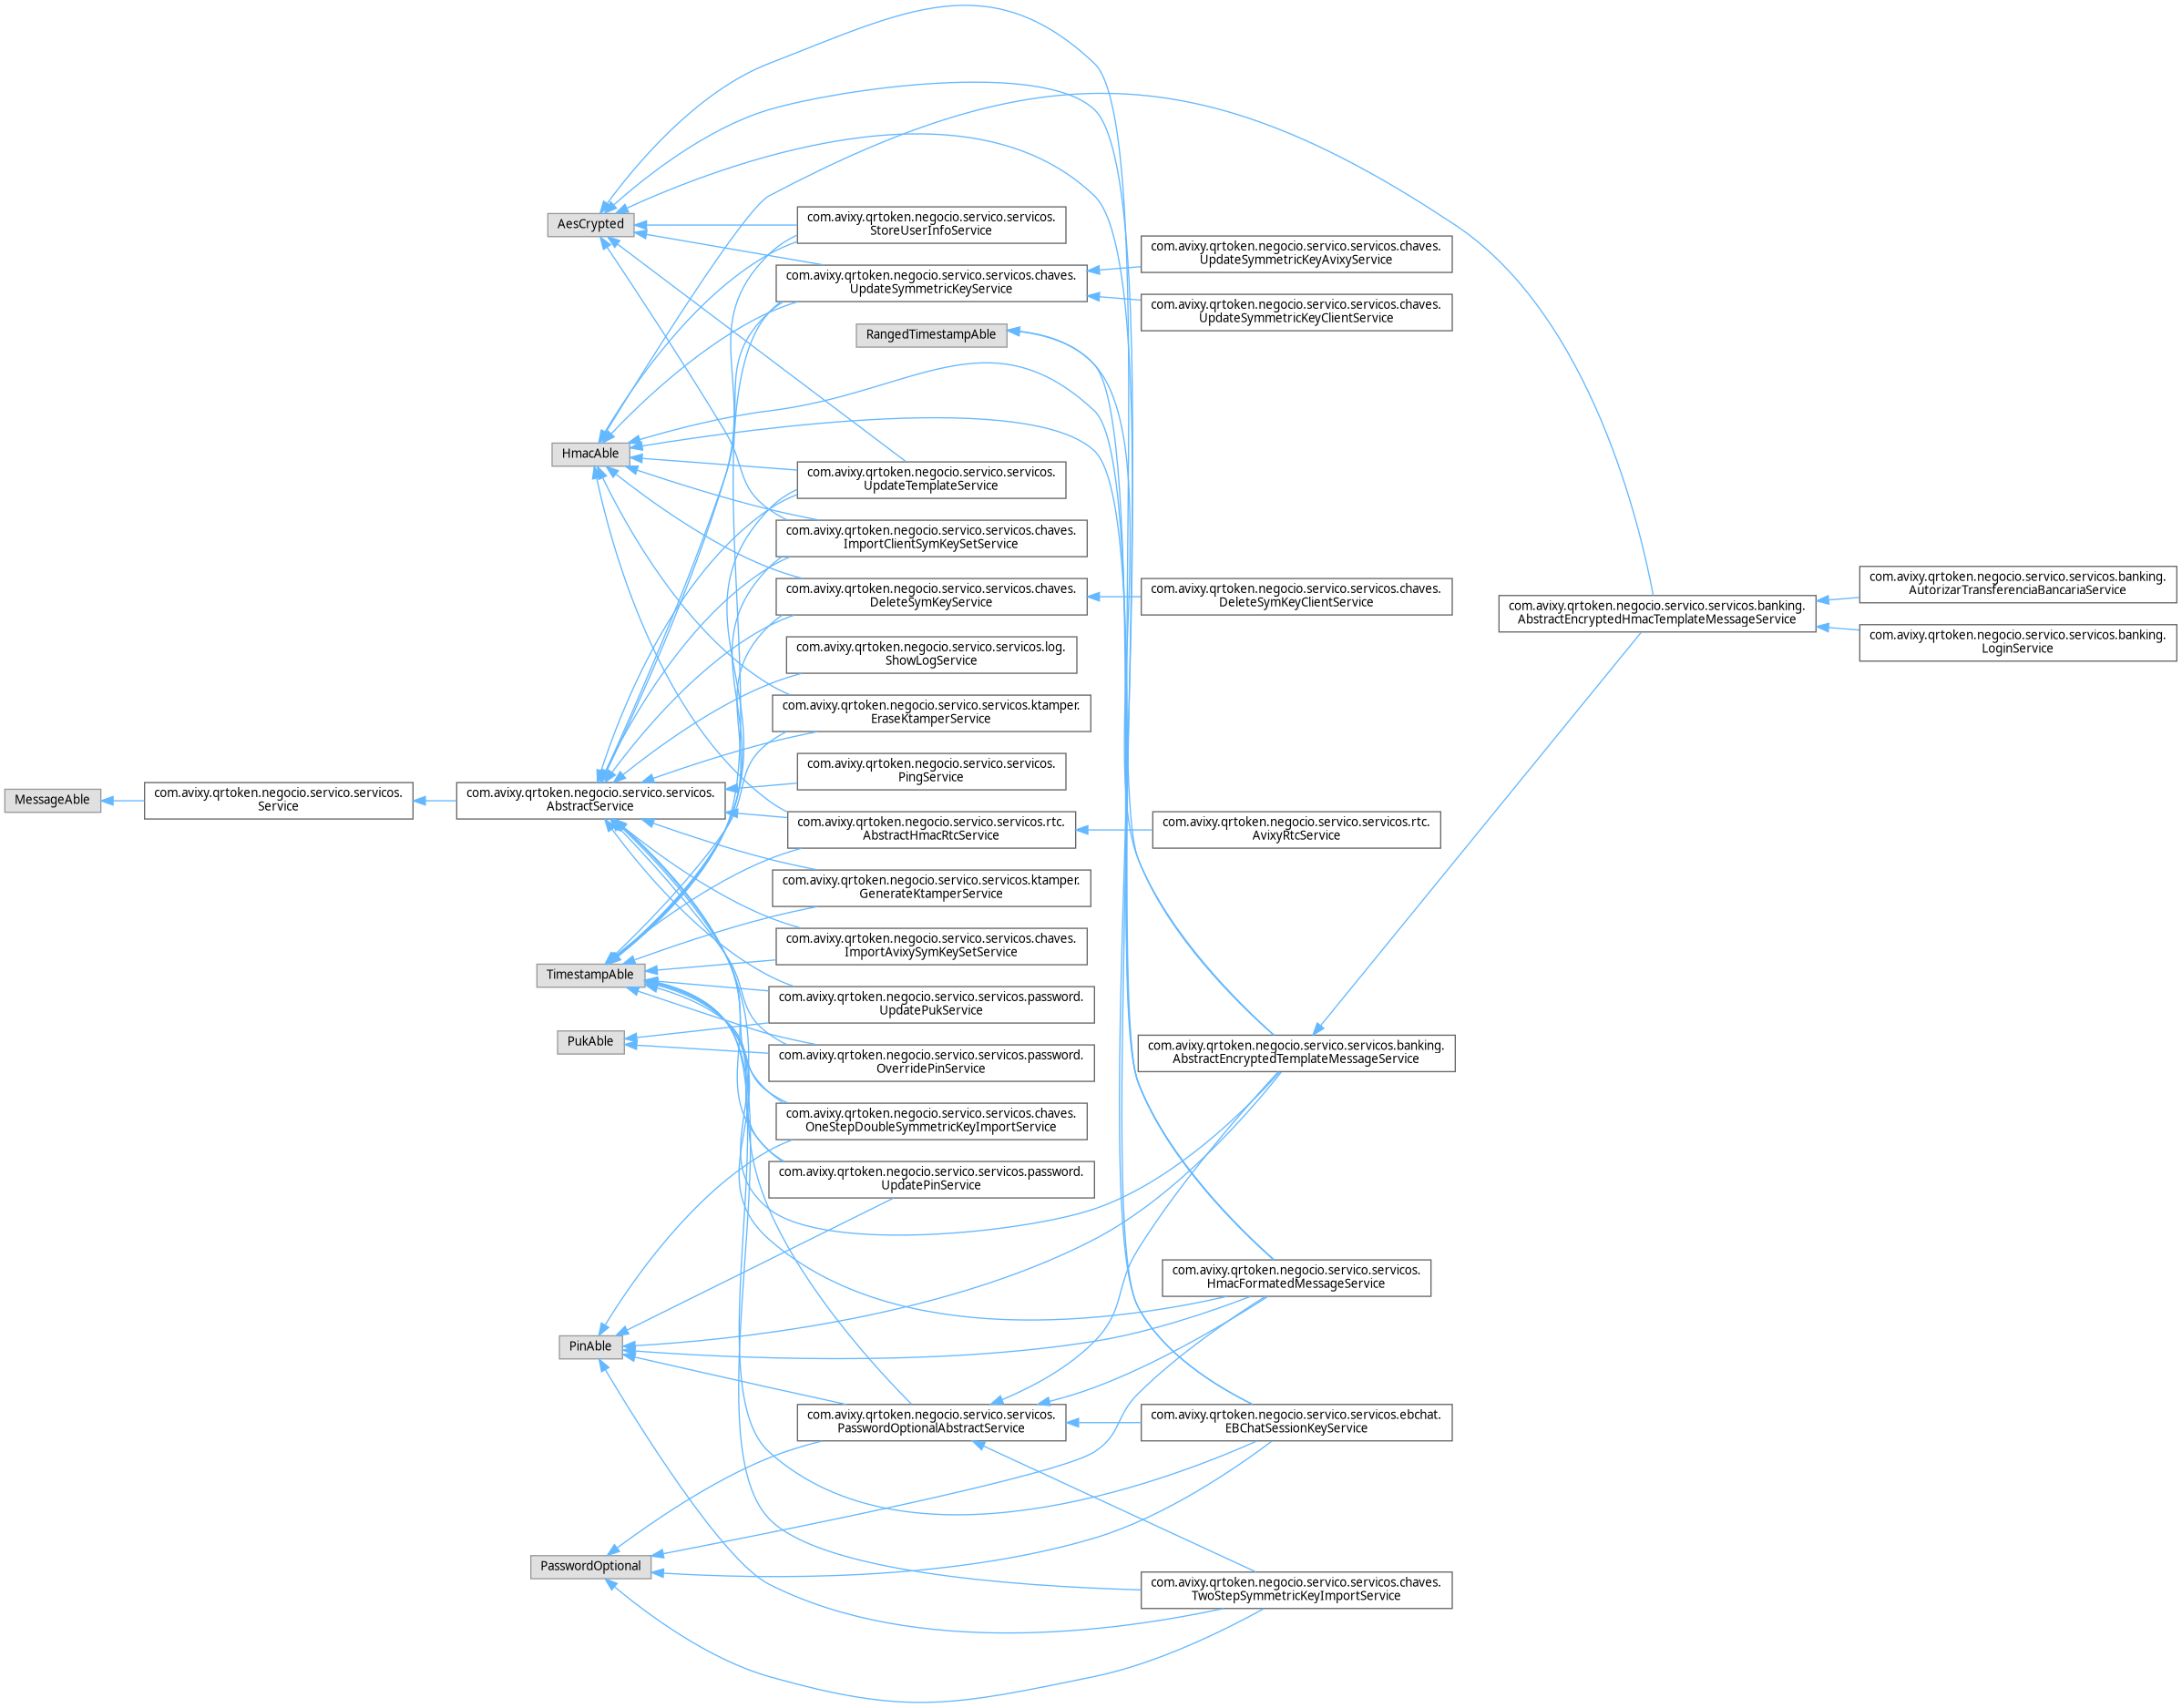 MessageAble
com.avixy.qrtoken.negocio.servico.servicos.
Service
com.avixy.qrtoken.negocio.servico.servicos.
AbstractService
AesCrypted
HmacAble
TimestampAble
PukAble
PinAble
PasswordOptional
com.avixy.qrtoken.negocio.servico.servicos.
StoreUserInfoService
com.avixy.qrtoken.negocio.servico.servicos.chaves.
UpdateSymmetricKeyService
RangedTimestampAble
com.avixy.qrtoken.negocio.servico.servicos.
UpdateTemplateService
com.avixy.qrtoken.negocio.servico.servicos.chaves.
ImportClientSymKeySetService
com.avixy.qrtoken.negocio.servico.servicos.chaves.
DeleteSymKeyService
com.avixy.qrtoken.negocio.servico.servicos.log.
ShowLogService
com.avixy.qrtoken.negocio.servico.servicos.ktamper.
EraseKtamperService
com.avixy.qrtoken.negocio.servico.servicos.
PingService
com.avixy.qrtoken.negocio.servico.servicos.rtc.
AbstractHmacRtcService
com.avixy.qrtoken.negocio.servico.servicos.ktamper.
GenerateKtamperService
com.avixy.qrtoken.negocio.servico.servicos.chaves.
ImportAvixySymKeySetService
com.avixy.qrtoken.negocio.servico.servicos.password.
UpdatePukService
com.avixy.qrtoken.negocio.servico.servicos.password.
OverridePinService
com.avixy.qrtoken.negocio.servico.servicos.chaves.
OneStepDoubleSymmetricKeyImportService
com.avixy.qrtoken.negocio.servico.servicos.password.
UpdatePinService
com.avixy.qrtoken.negocio.servico.servicos.
PasswordOptionalAbstractService
com.avixy.qrtoken.negocio.servico.servicos.chaves.
UpdateSymmetricKeyAvixyService
com.avixy.qrtoken.negocio.servico.servicos.chaves.
UpdateSymmetricKeyClientService
com.avixy.qrtoken.negocio.servico.servicos.chaves.
DeleteSymKeyClientService
com.avixy.qrtoken.negocio.servico.servicos.rtc.
AvixyRtcService
com.avixy.qrtoken.negocio.servico.servicos.banking.
AbstractEncryptedTemplateMessageService
com.avixy.qrtoken.negocio.servico.servicos.
HmacFormatedMessageService
com.avixy.qrtoken.negocio.servico.servicos.ebchat.
EBChatSessionKeyService
com.avixy.qrtoken.negocio.servico.servicos.chaves.
TwoStepSymmetricKeyImportService
com.avixy.qrtoken.negocio.servico.servicos.banking.
AbstractEncryptedHmacTemplateMessageService
com.avixy.qrtoken.negocio.servico.servicos.banking.
AutorizarTransferenciaBancariaService
com.avixy.qrtoken.negocio.servico.servicos.banking.
LoginService